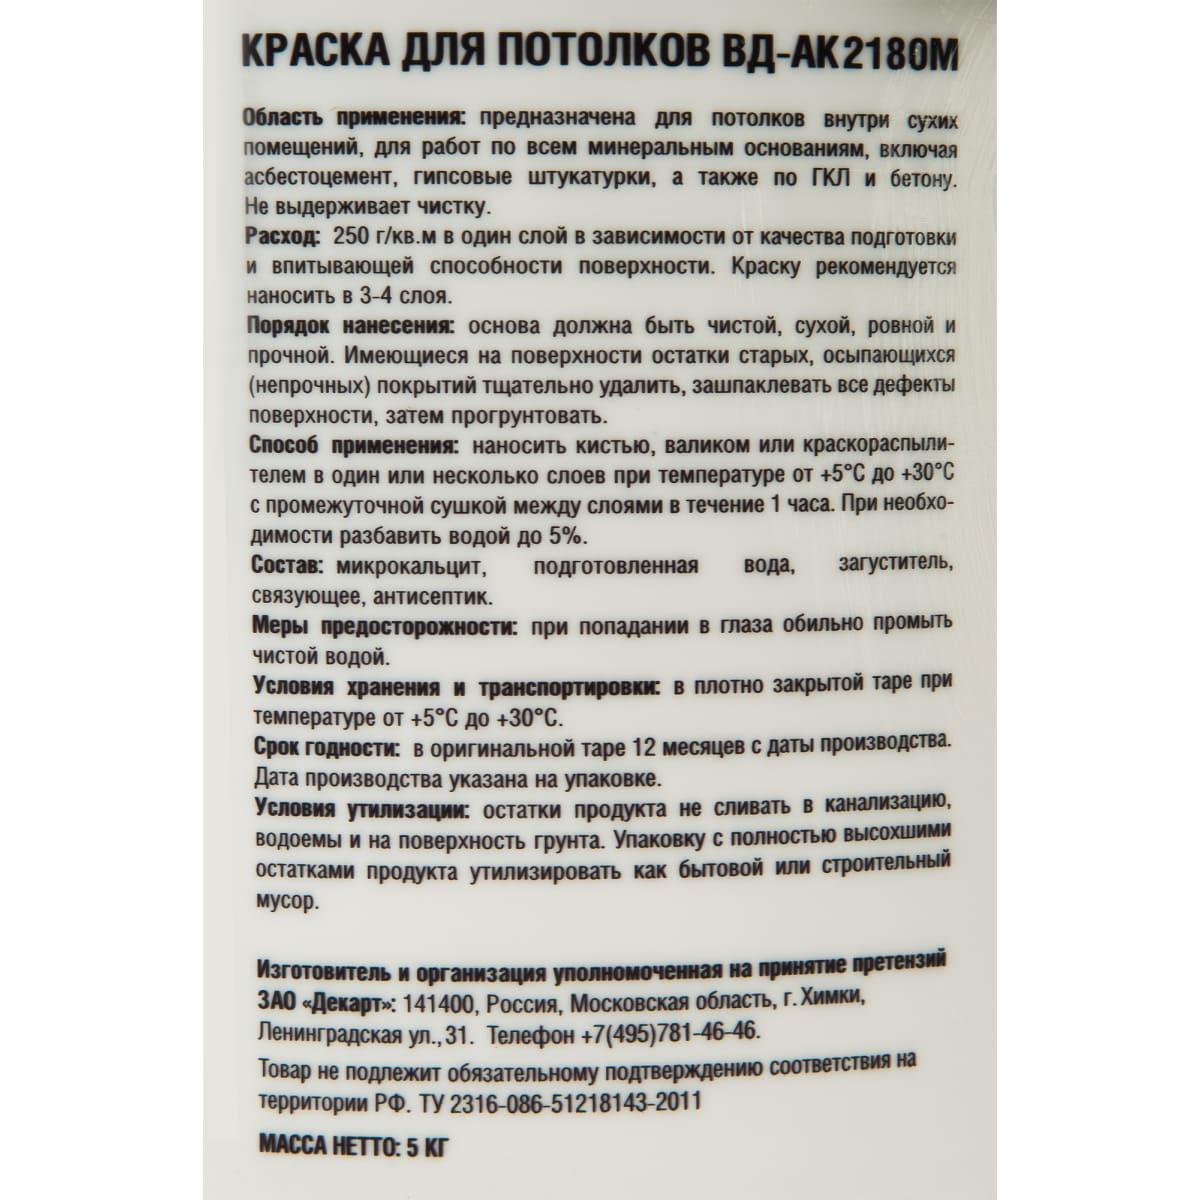 КРАСКА ДЛЯ ПОТОЛКОВ ВД-АК 2180М
Область применения: предназначена для потолков внутри сухих
помещений, для работ по всем минеральным основаниям, включая
асбестоцемент, гипсовые штукатурки, а также по ГКЛ и бетону.
Не выдерживает чистку.
Расход: 250 г/кв.м в один слой в зависимости от качества подготовки
и впитывающей способности поверхности. Краску рекомендуется
наносить в 3-4 слоя.
Порядок нанесения: основа должна быть чистой, сухой, ровной и
прочной. Имеющиеся на поверхности остатки старых, осыпающихся
(непрочных) покрытий тщательно удалить, зашпаклевать все дефекты
поверхности, затем прогрунтовать.
Способ применения: наносить кистью, валиком или краскораспыли-
телем в один или несколько слоев при температуре от +5°С до +30°С
с промежуточной сушкой между слоями в течение 1 часа. При необхо-
димости разбавить водой до 5%.
Состав: микрокальцит, подготовленная вода, загуститель,
связующее, антисептик.
Меры предосторожности: при попадании в глаза обильно промыть
чистой водой.
Условия хранения и транспортировки: в плотно закрытой таре при
температуре от +5°С до +30°С.
Срок годности: в оригинальной таре 12 месяцев с даты производства.
Дата производства указана на упаковке.
Условия утилизации: остатки продукта не сливать в канализацию,
водоемы и на поверхность грунта. Упаковку с полностью высохшими
остатками продукта утилизировать как бытовой или строительный
мусор.
Изготовитель и организация уполномоченная на принятие претензий
ЗАО «Декарт»: 141400, Россия, Московская область, г. Химки,
Ленинградская ул., 31. Телефон +7(495)781-46-46.
Товар не подлежит обязательному подтверждению соответствия на
территории РФ. ТУ 2316-086-51218143-2011
МАССА НЕТТО: 5 КГ